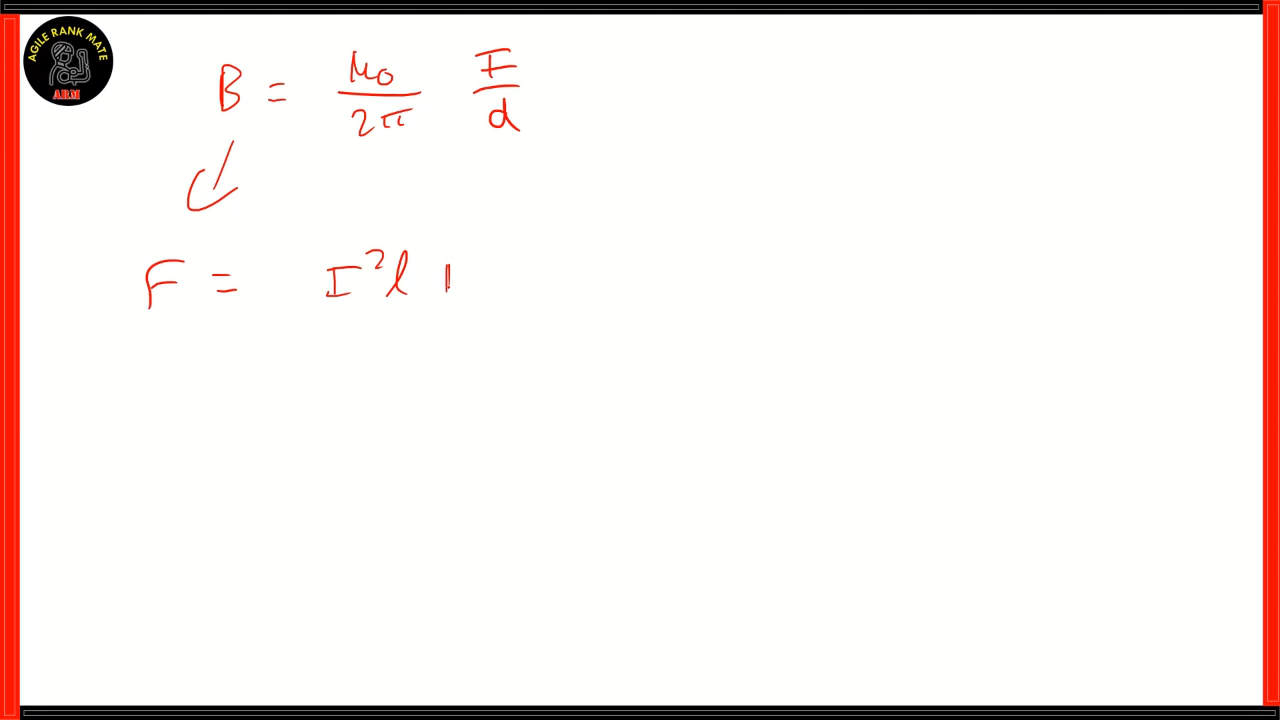 AGILE RANK MATE
ARM
B = μ₀/2π I/d
F = I²l